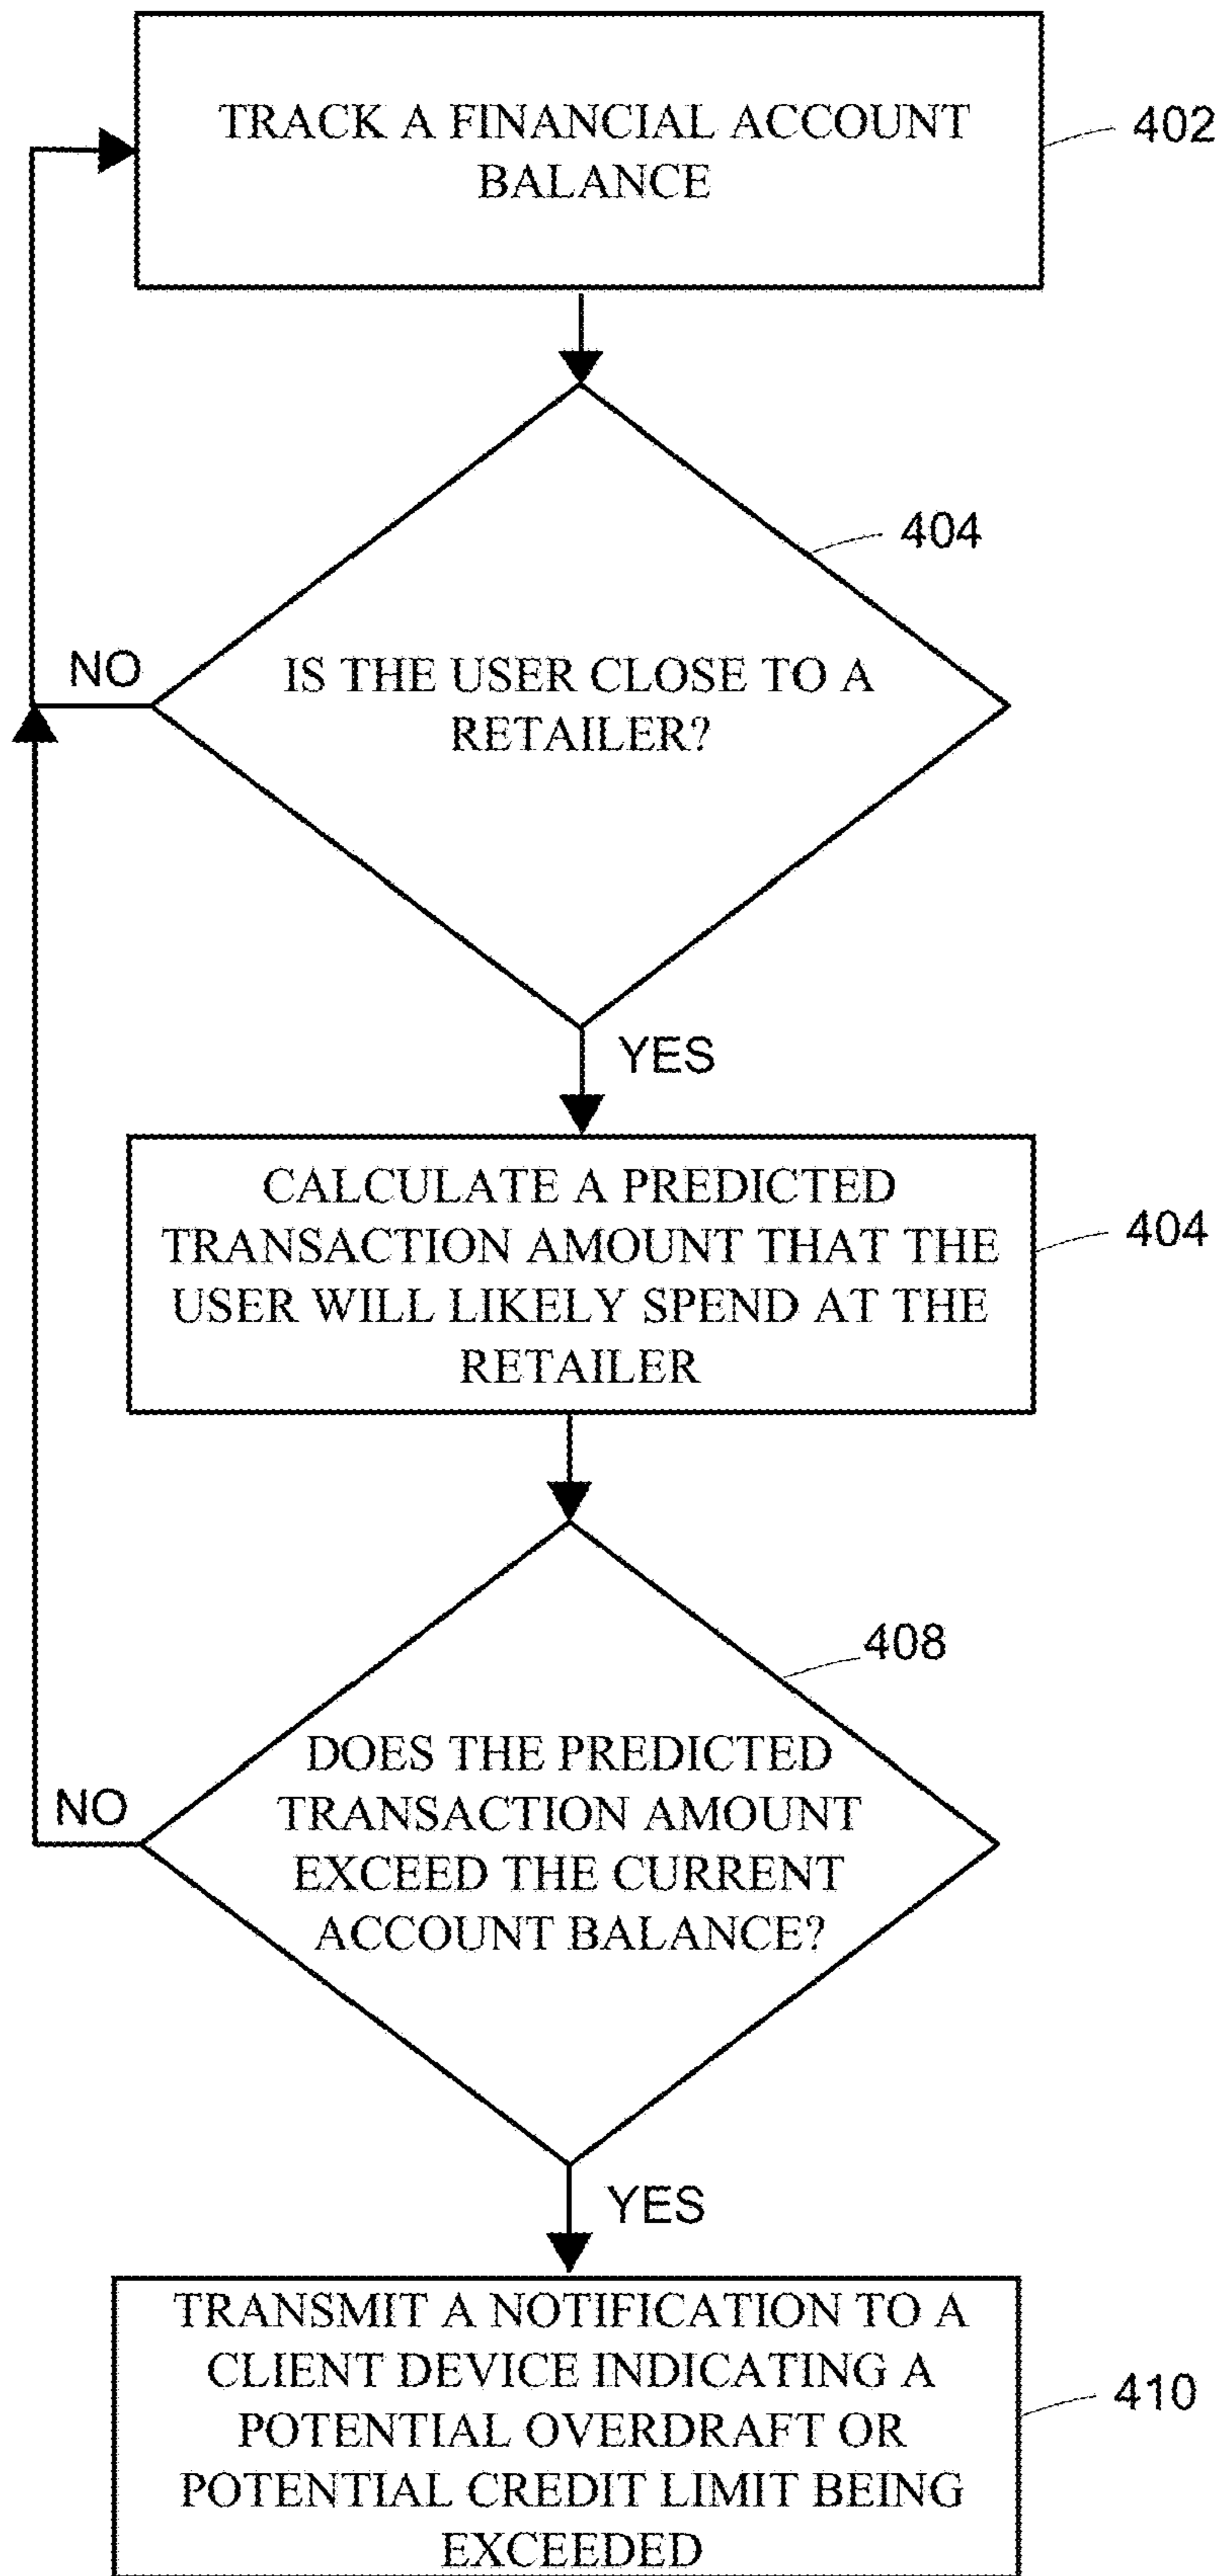 TRACK A FINANCIAL ACCOUNT
BALANCE
402
404
NO
IS THE USER CLOSE TO A
RETAILER?
YES
CALCULATE A PREDICTED
TRANSACTION AMOUNT THAT THE
USER WILL LIKELY SPEND AT THE
RETAILER
404
408
DOES THE PREDICTED
TRANSACTION AMOUNT
EXCEED THE CURRENT
ACCOUNT BALANCE?
NO
YES
TRANSMIT A NOTIFICATION TO A
CLIENT DEVICE INDICATING A
POTENTIAL OVERDRAFT OR
POTENTIAL CREDIT LIMIT BEING
EXCEEDED
410